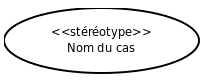 <<stéréotype>>
Nom du cas